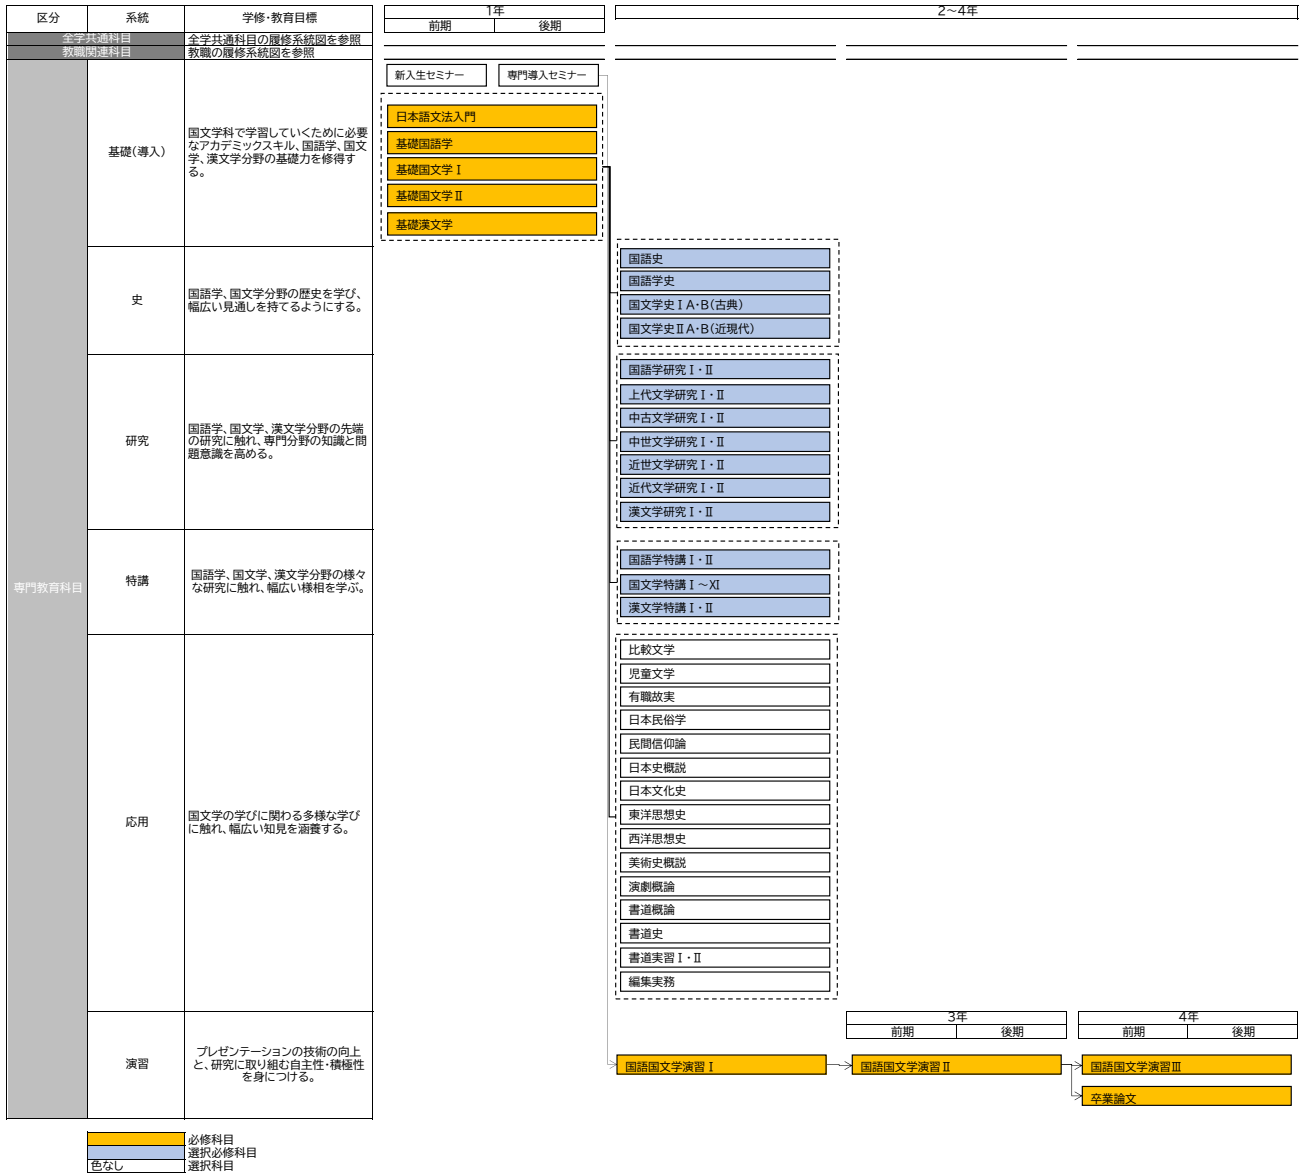 区分
系統
学修・教育目標
1年
前期
後期
2～4年
全学共通科目
全学共通科目の履修系統図を参照
教職関連科目
教職の履修系統図を参照
専門教育科目
基礎(導入)
国文学科で学習していくために必要
なアカデミックスキル、国語学、国文
学、漢文学分野の基礎力を修得す
る。
新入生セミナー
専門導入セミナー
日本語文法入門
基礎国語学
基礎国文学Ⅰ
基礎国文学Ⅱ
基礎漢文学
史
国語学、国文学分野の歴史を学び、
幅広い見通しを持てるようにする。
国語史
国語学史
国文学史ⅠA・B(古典)
国文学史ⅡA・B(近現代)
研究
国語学、国文学、漢文学分野の先端
の研究に触れ、専門分野の知識と問
題意識を高める。
国語学研究Ⅰ・Ⅱ
上代文学研究Ⅰ・Ⅱ
中古文学研究Ⅰ・Ⅱ
中世文学研究Ⅰ・Ⅱ
近世文学研究Ⅰ・Ⅱ
近代文学研究Ⅰ・Ⅱ
漢文学研究Ⅰ・Ⅱ
特講
国語学、国文学、漢文学分野の様々
な研究に触れ、幅広い様相を学ぶ。
国語学特講Ⅰ・Ⅱ
国文学特講Ⅰ～Ⅺ
漢文学特講Ⅰ・Ⅱ
応用
国文学の学びに関わる多様な学び
に触れ、幅広い知見を涵養する。
比較文学
児童文学
有職故実
日本民俗学
民間信仰論
日本史概説
日本文化史
東洋思想史
西洋思想史
美術史概説
演劇概論
書道概論
書道史
書道実習Ⅰ・Ⅱ
編集実務
3年
前期
後期
4年
前期
後期
演習
プレゼンテーションの技術の向上
と、研究に取り組む自主性・積極性
を身につける。
国語国文学演習Ⅰ
国語国文学演習Ⅱ
国語国文学演習Ⅲ
卒業論文
必修科目
選択必修科目
色なし
選択科目